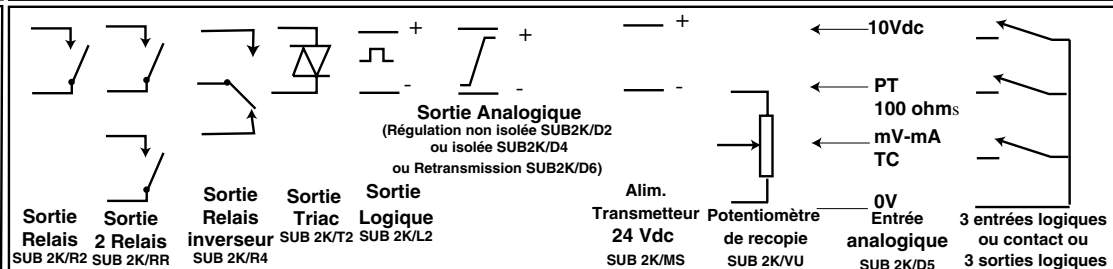 Sortie
Relais
SUB 2K/R2
Sortie
2 Relais
SUB 2K/RR
Sortie
Relais
inverseur
SUB 2K/R4
Sortie
Triac
SUB 2K/T2
+
-
Sortie
Logique
SUB 2K/L2
+
-
Sortie Analogique
(Régulation non isolée SUB2K/D2
ou isolée SUB2K/D4
ou Retransmission SUB2K/D6)
+
-
Alim.
Transmetteur
24 Vdc
SUB 2K/MS
Potentiomètre
de recopie
SUB 2K/VU
10Vdc
PT
100 ohms
mV-mA
TC
0V
Entrée
analogique
SUB 2K/D5
3 entrées logiques
ou contact ou
3 sorties logiques